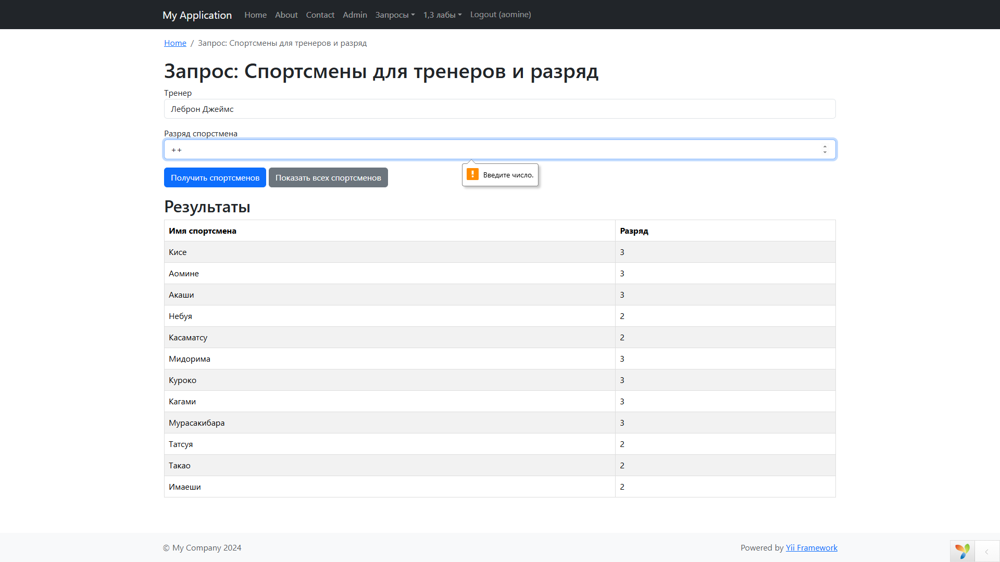 My Application Home About Contact Admin Запросы 1,3 лабы Logout (aomine)
Home / Запрос: Спортсмены для тренеров и разряд
Запрос: Спортсмены для тренеров и разряд
Тренер
Леброн Джеймс
Разряд спорстмена
++
Получить спортсменов Показать всех спортсменов
Введите число.
Результаты
Имя спортсмена Разряд
Кисе 3
Аомине 3
Акаши 3
Небуя 2
Касаматсу 2
Мидорима 3
Куроко 3
Кагами 3
Мурасакибара 3
Татсуя 2
Такао 2
Имаеши 2
© My Company 2024 Powered by Yii Framework